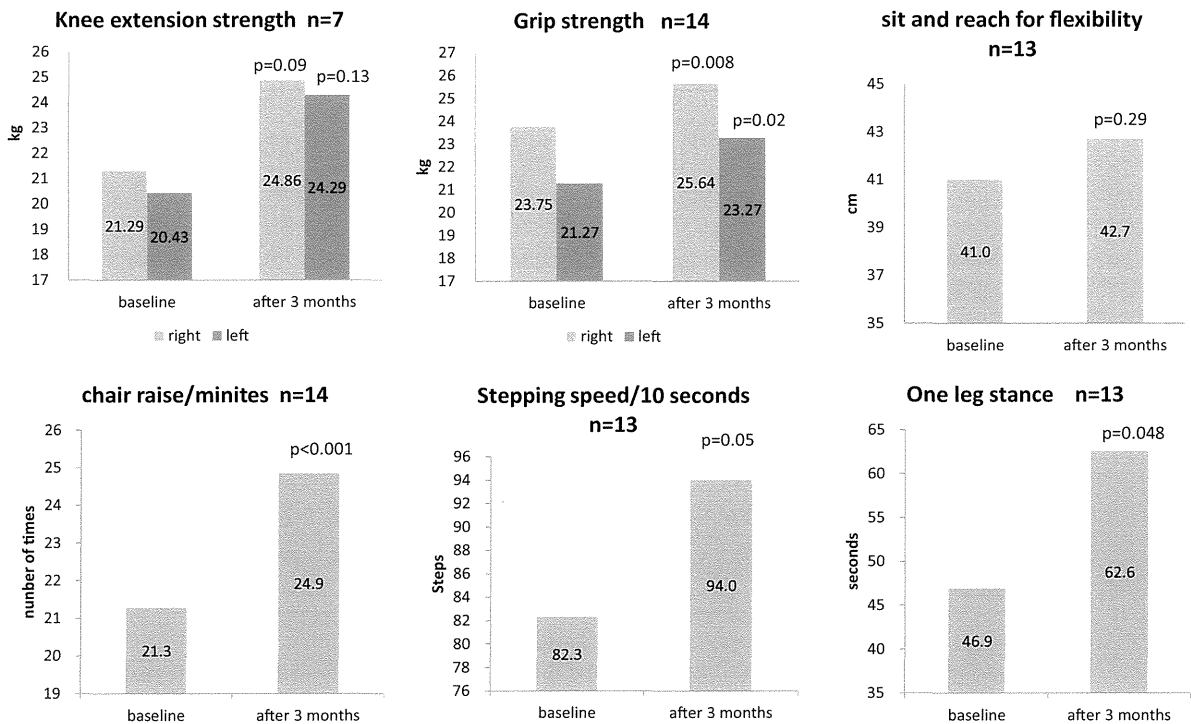 Knee extension strength n=7
26
25
24
23
22
21
20
19
18
17
kg
p=0.09
p=0.13
21.29
20.43
24.86
24.29
baseline
after 3 months
right
left
Grip strength n=14
27
26
25
24
23
22
21
20
19
18
17
kg
p=0.008
p=0.02
23.75
21.27
25.64
23.27
baseline
after 3 months
right
left
sit and reach for flexibility
n=13
45
43
41
39
37
35
cm
p=0.29
41.0
42.7
baseline
after 3 months
chair raise/minites n=14
26
25
24
23
22
21
20
19
nunber of times
p<0.001
21.3
24.9
baseline
after 3 months
Stepping speed/10 seconds
n=13
96
94
92
90
88
86
84
82
80
78
76
Steps
p=0.05
82.3
94.0
baseline
after 3 months
One leg stance n=13
65
60
55
50
45
40
35
seconds
p=0.048
46.9
62.6
baseline
after 3 months